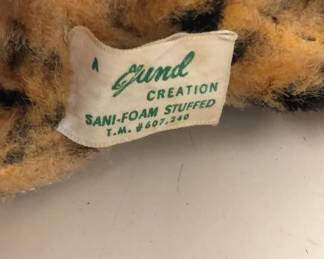 A Gund
CREATION
SANI-FOAM STUFFED
T.M. #607,240